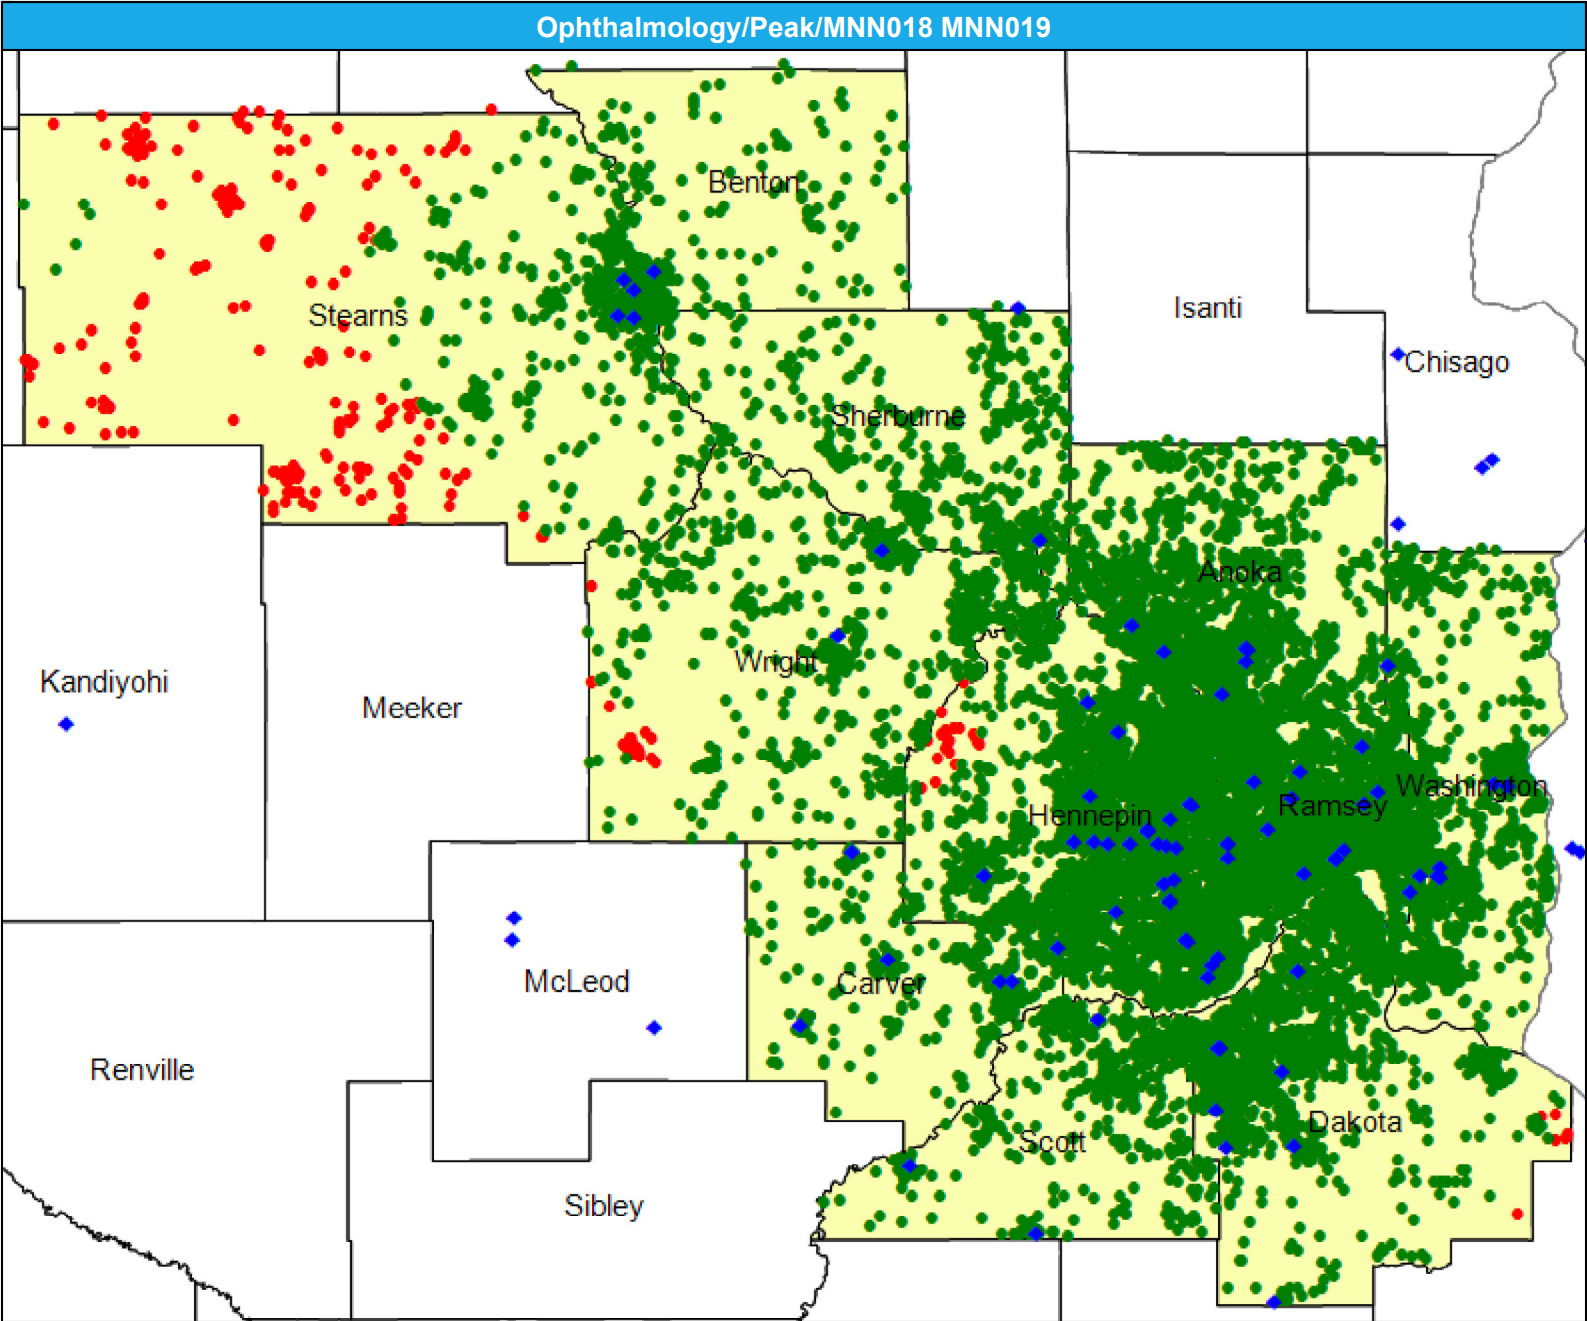 Ophthalmology/Peak/MNN018 MNN019
Benton
Isanti
Stearns
Chisago
Sherburne
Anoka
Wright
Kandiyohi
Meeker
Washington
Ramsey
Hennepin
McLeod
Carver
Renville
Dakota
Scott
Sibley